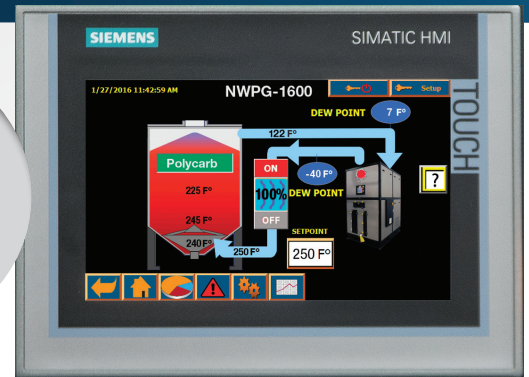 SIEMENS
SIMATIC HMI
TOUCH
1/27/2016 11:42:59 AM
NWPG-1600
Setup
DEW POINT
7 F°
122 F°
Polycarb
ON
-40 F°
?
225 F°
100%
DEW POINT
245 F°
OFF
240 F°
250 F°
SETPOINT
250 F°